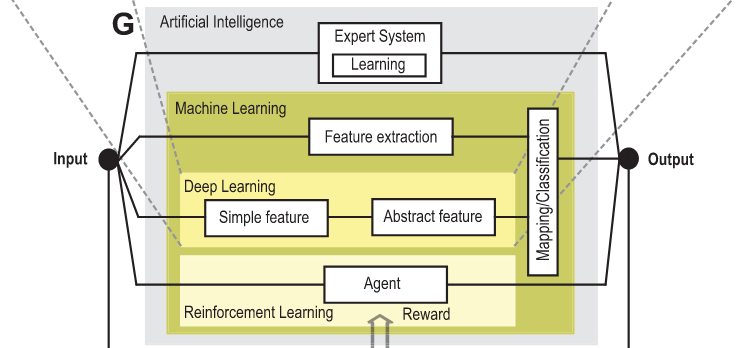 G
Artificial Intelligence
Expert System
Learning
Machine Learning
Feature extraction
Mapping/Classification
Input
Output
Deep Learning
Simple feature
Abstract feature
Agent
Reinforcement Learning
Reward